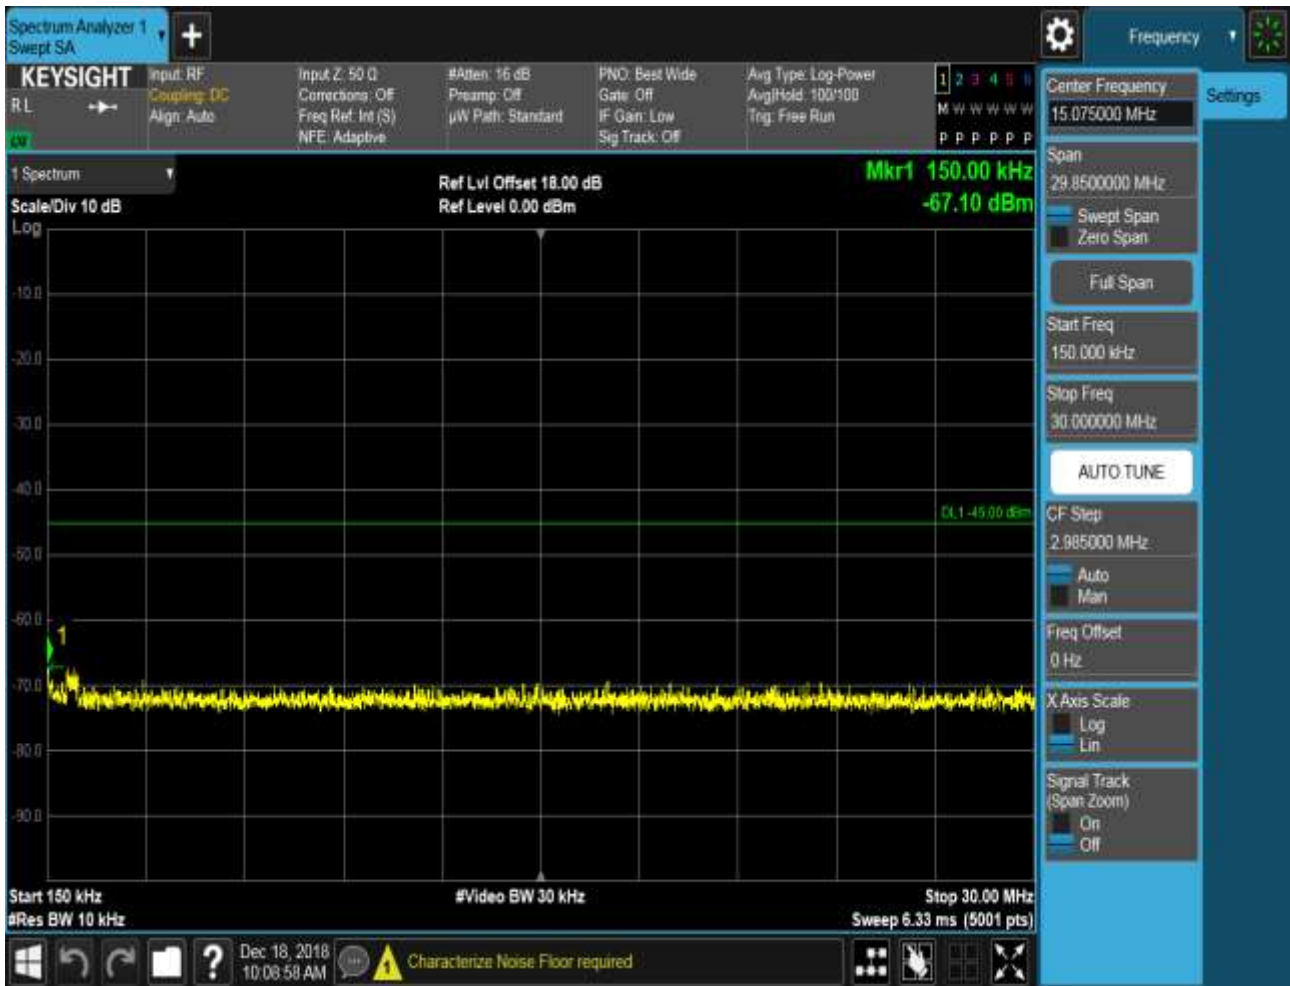 Spectrum Analyzer 1
Swept SA
Frequency
KEYSIGHT
RL
Input: RF
Coupling: DC
Align: Auto
Input Z: 50 Ω
Corrections: Off
Freq Ref: Int (S)
NFE: Adaptive
#Atten: 16 dB
Preamp: Off
µW Path: Standard
PNO: Best Wide
Gate: Off
IF Gain: Low
Sig Track: Off
Avg Type: Log-Power
Avg|Hold: 100/100
Trig: Free Run
1 2 3 4 5 6
M W W W W W
P P P P P P
1 Spectrum
Scale/Div 10 dB
Log
Ref Lvl Offset 18.00 dB
Ref Level 0.00 dBm
Mkr1 150.00 kHz
-67.10 dBm
-10.0
-20.0
-30.0
-40.0
DL1 -45.00 dBm
-50.0
-60.0
1
-70.0
-80.0
-90.0
Start 150 kHz
#Res BW 10 kHz
#Video BW 30 kHz
Stop 30.00 MHz
Sweep 6.33 ms (5001 pts)
Center Frequency
15.075000 MHz
Settings
Span
29.8500000 MHz
Swept Span
Zero Span
Full Span
Start Freq
150.000 kHz
Stop Freq
30.000000 MHz
AUTO TUNE
CF Step
2.985000 MHz
Auto
Man
Freq Offset
0 Hz
X Axis Scale
Log
Lin
Signal Track
(Span Zoom)
On
Off
?
Dec 18, 2018
10:08:58 AM
1
Characterize Noise Floor required